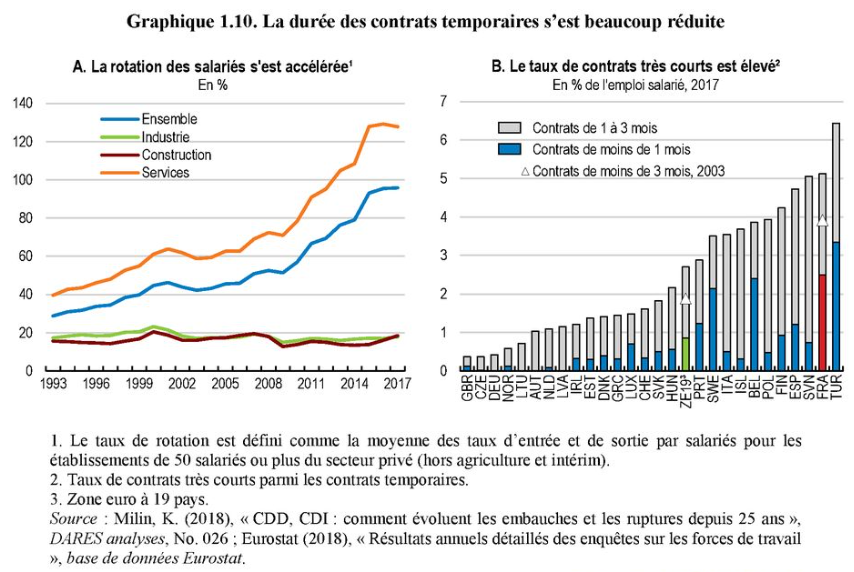 Graphique 1.10. La durée des contrats temporaires s'est beaucoup réduite
A. La rotation des salariés s'est accélérée¹
En %
140
120
100
80
60
40
20
0
Ensemble
Industrie
Construction
Services
1993
1996
1999
2002
2005
2008
2011
2014
2017
B. Le taux de contrats très courts est élevé²
En % de l'emploi salarié, 2017
7
6
5
4
3
2
1
0
Contrats de 1 à 3 mois
Contrats de moins de 1 mois
Contrats de moins de 3 mois, 2003
GBR
CZE
DEU
NOR
LTU
AUT
NLD
LVA
IRL
EST
DNK
GRC
LUX
CHE
SVK
HUN
ZE19³
PRT
SWE
ITA
ISL
BEL
POL
FIN
ESP
SVN
FRA
TUR
1. Le taux de rotation est défini comme la moyenne des taux d'entrée et de sortie par salariés pour les
établissements de 50 salariés ou plus du secteur privé (hors agriculture et intérim).
2. Taux de contrats très courts parmi les contrats temporaires.
3. Zone euro à 19 pays.
Source : Milin, K. (2018), « CDD, CDI : comment évoluent les embauches et les ruptures depuis 25 ans »,
DARES analyses, No. 026 ; Eurostat (2018), « Résultats annuels détaillés des enquêtes sur les forces de travail
», base de données Eurostat.